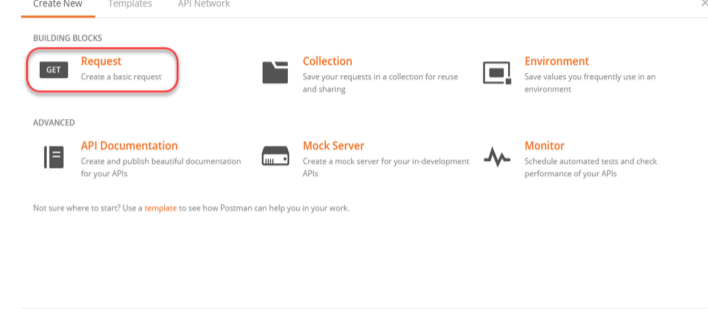 Create New Templates API Network
BUILDING BLOCKS
GET
Request
Create a basic request
Collection
Save your requests in a collection for reuse
and sharing
Environment
Save values you frequently use in an
environment
ADVANCED
API Documentation
Create and publish beautiful documentation
for your APIs
Mock Server
Create a mock server for your in-development
APIs
Monitor
Schedule automated tests and check
performance of your APIs
Not sure where to start? Use a template to see how Postman can help you in your work.